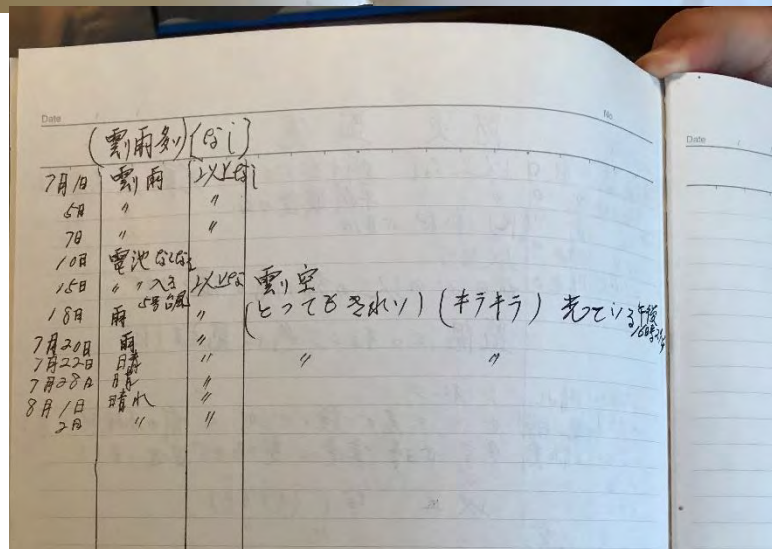 Date No.
(曇雨多り) (なし)
7月1日 曇雨 以上なし
5日 〃 〃
7日 〃 〃
10日 電池なくなる
15日 〃 〃 入る 以上な 曇り空
18日 雨 5号台風 〃 (とってもきれい) (キラキラ) 光っている 午後
7月20日 雨 〃
7月22日 晴 〃 〃 〃
7月28日 晴 〃
8月1日 晴れ 〃
2日 〃 〃
Date